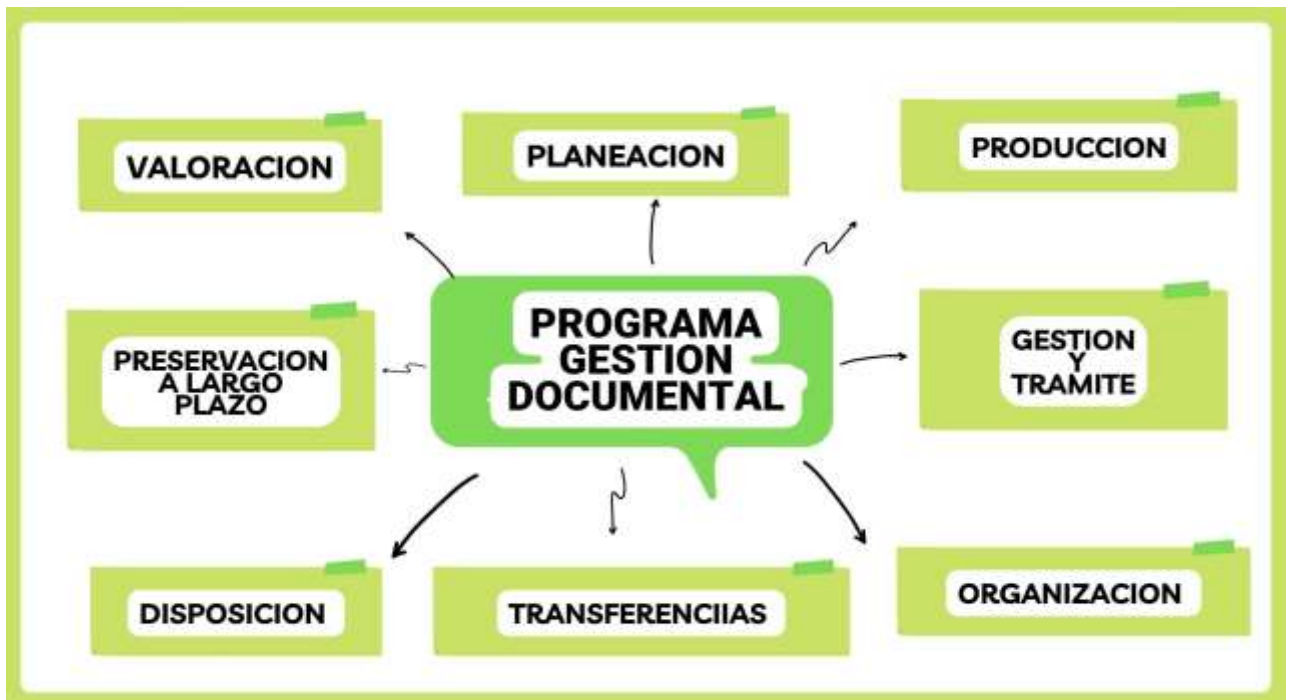 VALORACION
PLANEACION
PRODUCCION
PROGRAMA
GESTION
DOCUMENTAL
PRESERVACION
A LARGO
PLAZO
GESTION
Y
TRAMITE
DISPOSICION
TRANSFERENCIIAS
ORGANIZACION